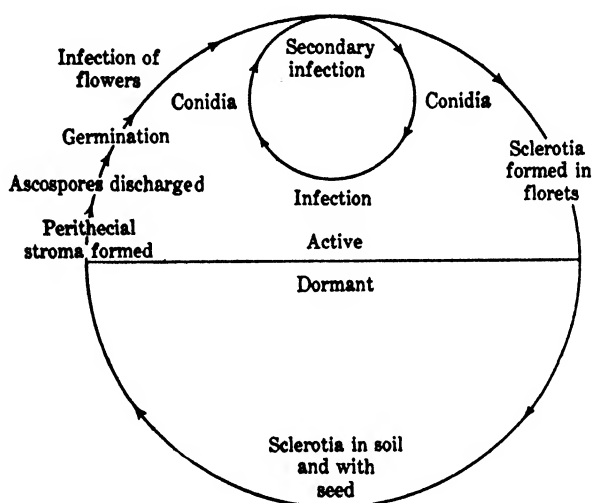 Secondary
infection
Infection of
flowers
Conidia
Conidia
Germination
Sclerotia
formed in
florets
Ascospores discharged
Infection
Perithecial
stroma formed
Active
Dormant
Sclerotia in soil
and with
seed